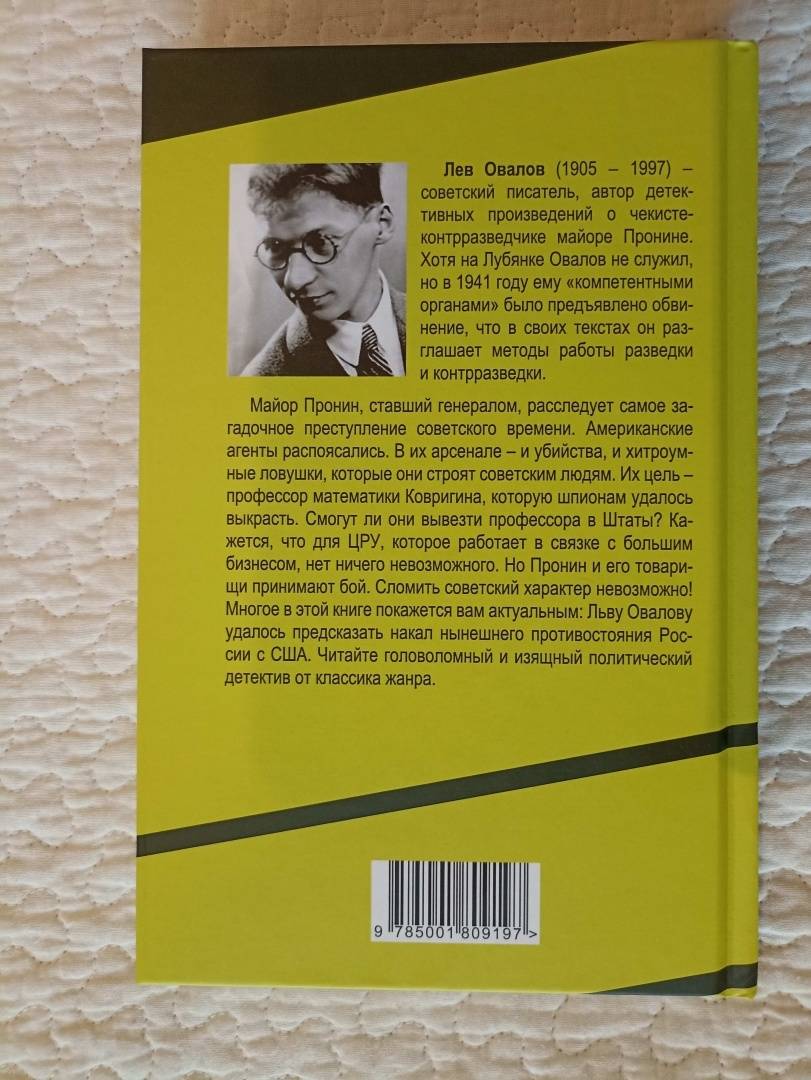 Лев Овалов (1905 – 1997) –
советский писатель, автор детек-
тивных произведений о чекисте-
контрразведчике майоре Пронине.
Хотя на Лубянке Овалов не служил,
но в 1941 году ему «компетентными
органами» было предъявлено обви-
нение, что в своих текстах он раз-
глашает методы работы разведки
и контрразведки.
Майор Пронин, ставший генералом, расследует самое за-
гадочное преступление советского времени. Американские
агенты распоясались. В их арсенале – и убийства, и хитроум-
ные ловушки, которые они строят советским людям. Их цель –
профессор математики Ковригина, которую шпионам удалось
выкрасть. Смогут ли они вывезти профессора в Штаты? Ка-
жется, что для ЦРУ, которое работает в связке с большим
бизнесом, нет ничего невозможного. Но Пронин и его товари-
щи принимают бой. Сломить советский характер невозможно!
Многое в этой книге покажется вам актуальным: Льву Овалову
удалось предсказать накал нынешнего противостояния Рос-
сии с США. Читайте головоломный и изящный политический
детектив от классика жанра.
9 785001 809197>